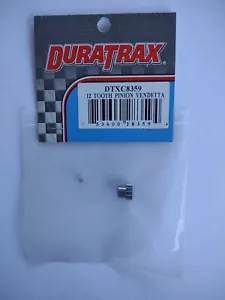 DURATRAX
DTXC8359
12 TOOTH PINION VENDETTA